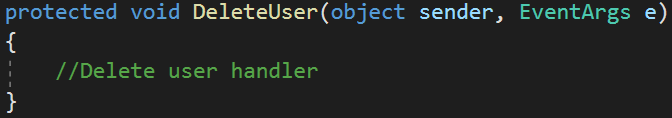 protected void DeleteUser(object sender, EventArgs e)
{
    //Delete user handler
}